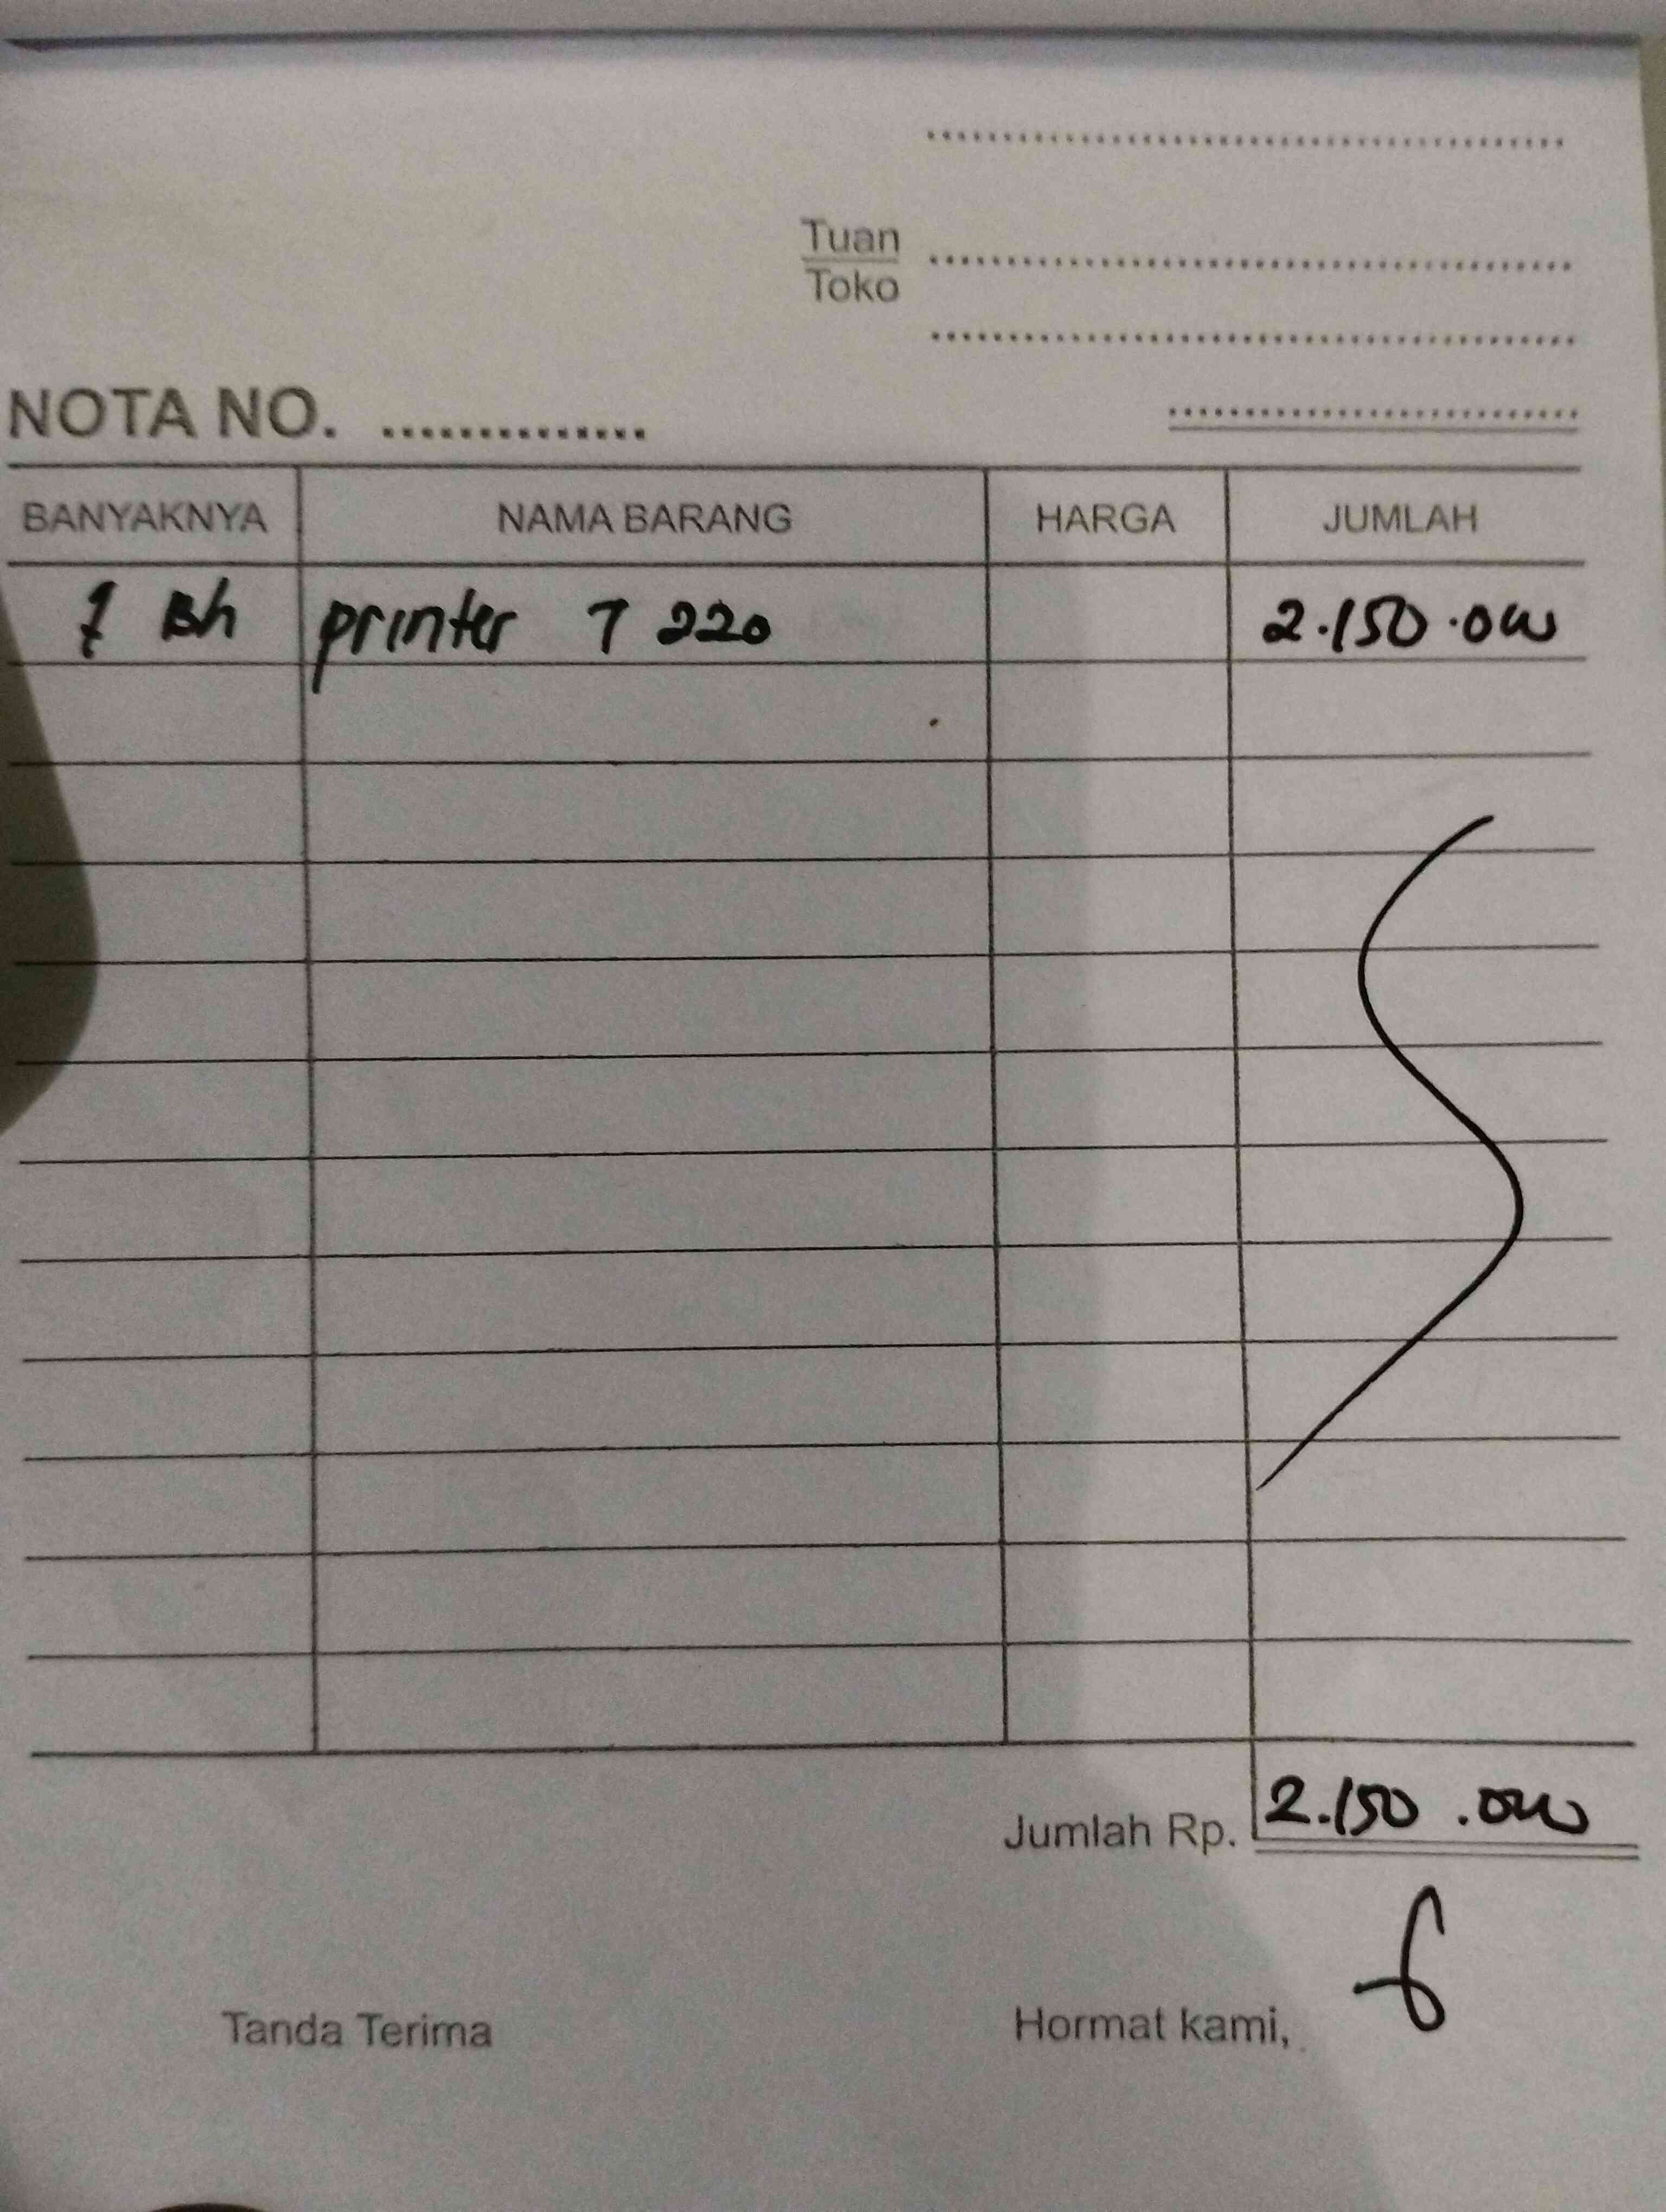 Tuan
Toko
NOTA NO. ...............
BANYAKNYA NAMA BARANG HARGA JUMLAH
1 Bh printer T 220 2.150.000
Jumlah Rp. 2.150.000
Tanda Terima Hormat kami,